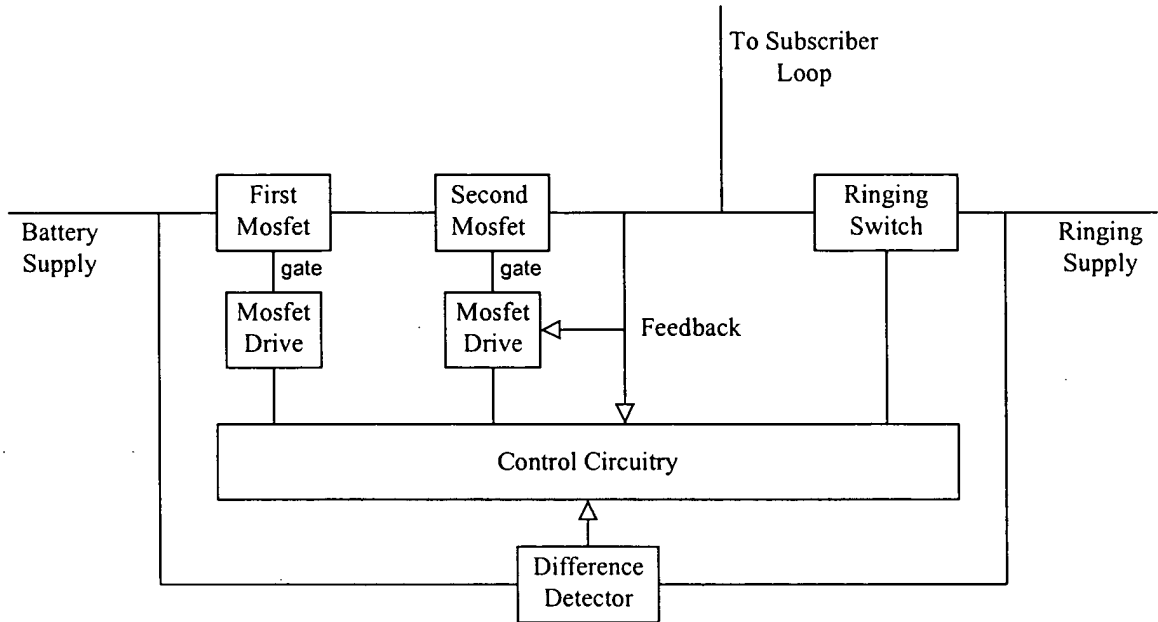 To Subscriber
Loop
First
Mosfet
Second
Mosfet
Ringing
Switch
Battery
Supply
Ringing
Supply
gate
gate
Mosfet
Drive
Mosfet
Drive
Feedback
Control Circuitry
Difference
Detector